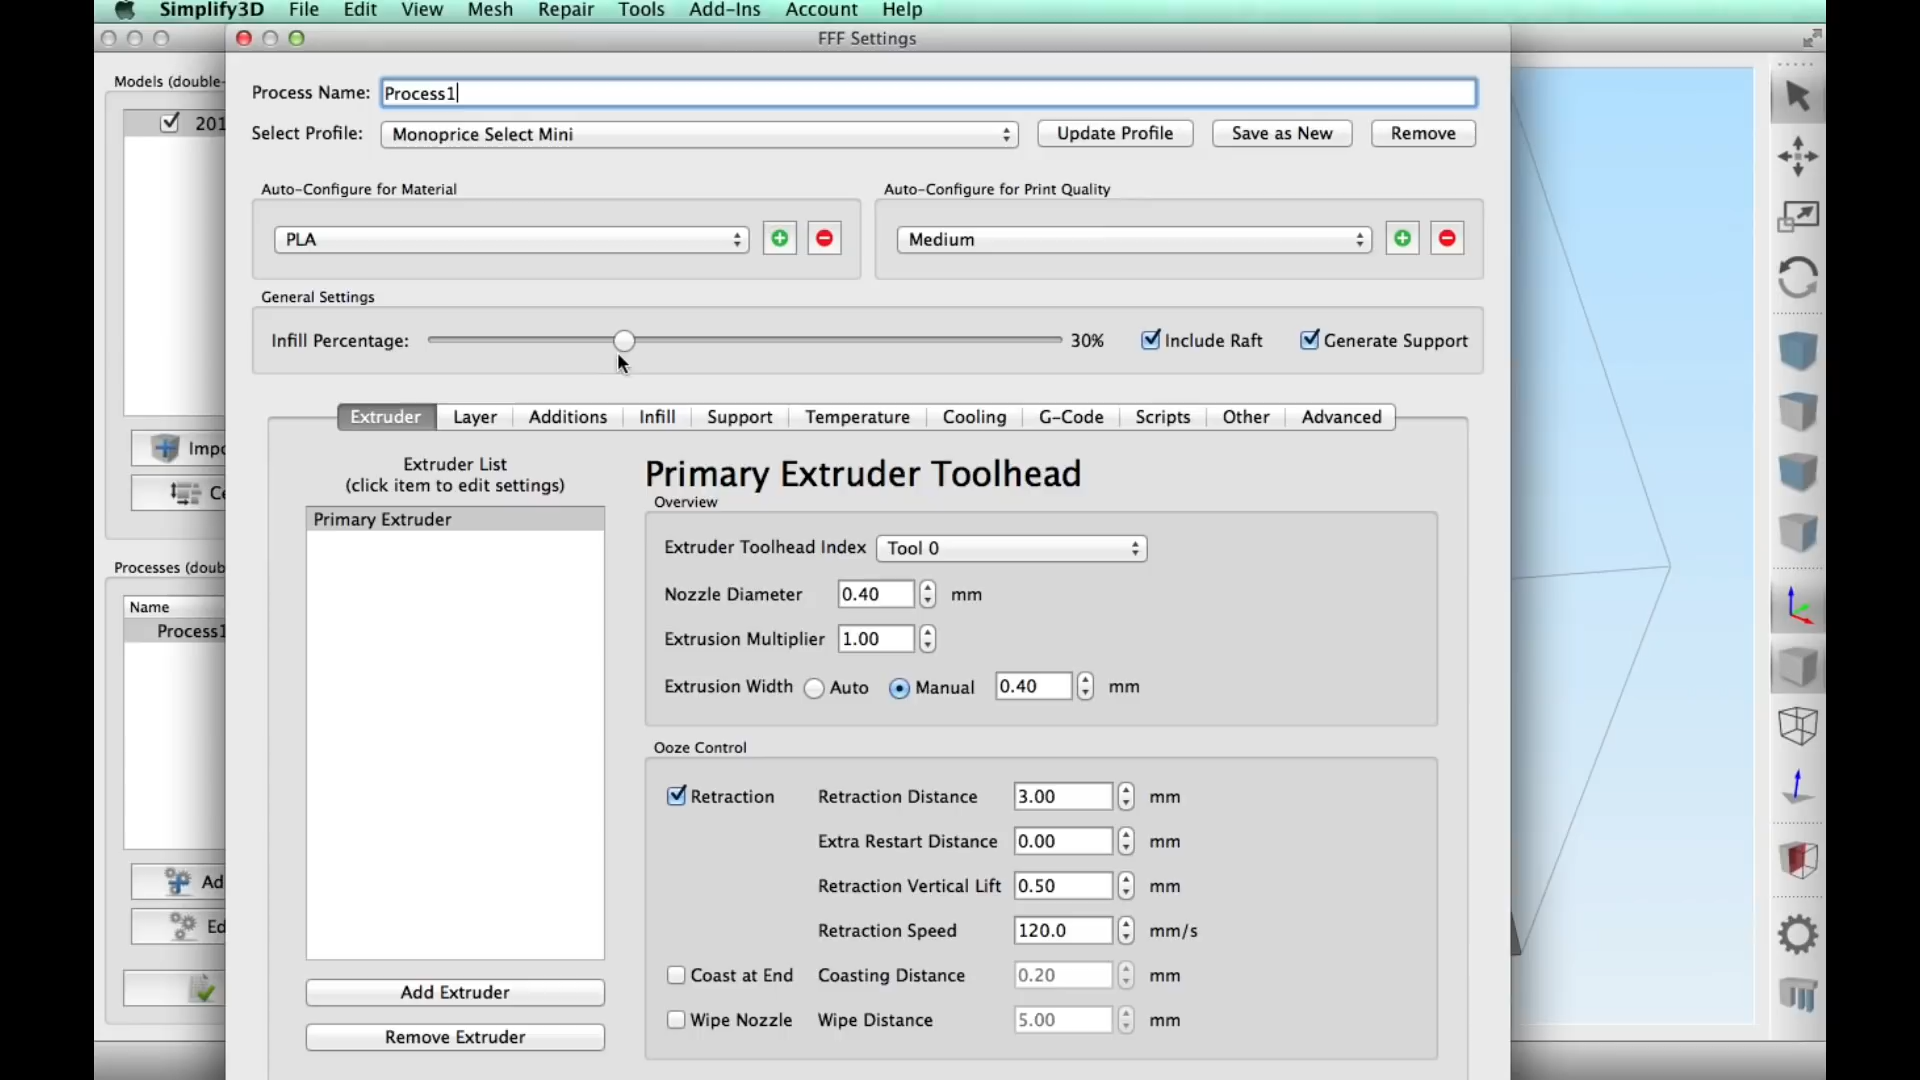 Simplify3D File Edit View Mesh Repair Tools Add-Ins Account Help
FFF Settings
Models (double-
201
Impo
Ce
Processes (doub
Name
Process1
Ad
Ed
Process Name: Process1
Select Profile: Monoprice Select Mini Update Profile Save as New Remove
Auto-Configure for Material Auto-Configure for Print Quality
PLA Medium
General Settings
Infill Percentage: 30% Include Raft Generate Support
Extruder Layer Additions Infill Support Temperature Cooling G-Code Scripts Other Advanced
Extruder List
(click item to edit settings)
Primary Extruder
Add Extruder
Remove Extruder
Primary Extruder Toolhead
Overview
Extruder Toolhead Index Tool 0
Nozzle Diameter 0.40 mm
Extrusion Multiplier 1.00
Extrusion Width Auto Manual 0.40 mm
Ooze Control
Retraction Retraction Distance 3.00 mm
Extra Restart Distance 0.00 mm
Retraction Vertical Lift 0.50 mm
Retraction Speed 120.0 mm/s
Coast at End Coasting Distance 0.20 mm
Wipe Nozzle Wipe Distance 5.00 mm